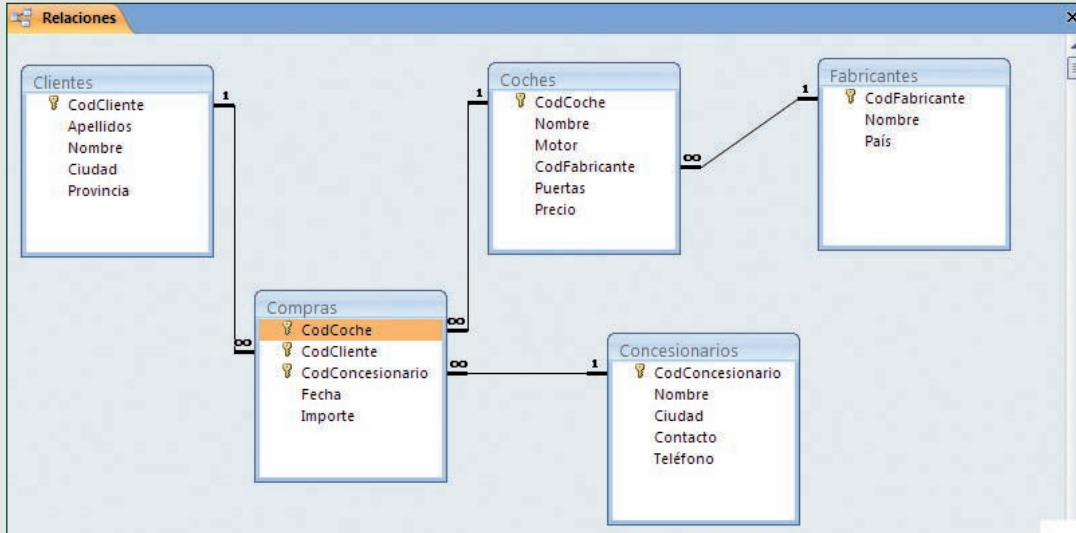 Relaciones
Clientes
CodCliente
Apellidos
Nombre
Ciudad
Provincia
1
∞
Coches
CodCoche
Nombre
Motor
CodFabricante
Puertas
Precio
1
∞
Fabricantes
CodFabricante
Nombre
País
1
∞
Compras
CodCoche
CodCliente
CodConcesionario
Fecha
Importe
∞
1
Concesionarios
CodConcesionario
Nombre
Ciudad
Contacto
Teléfono